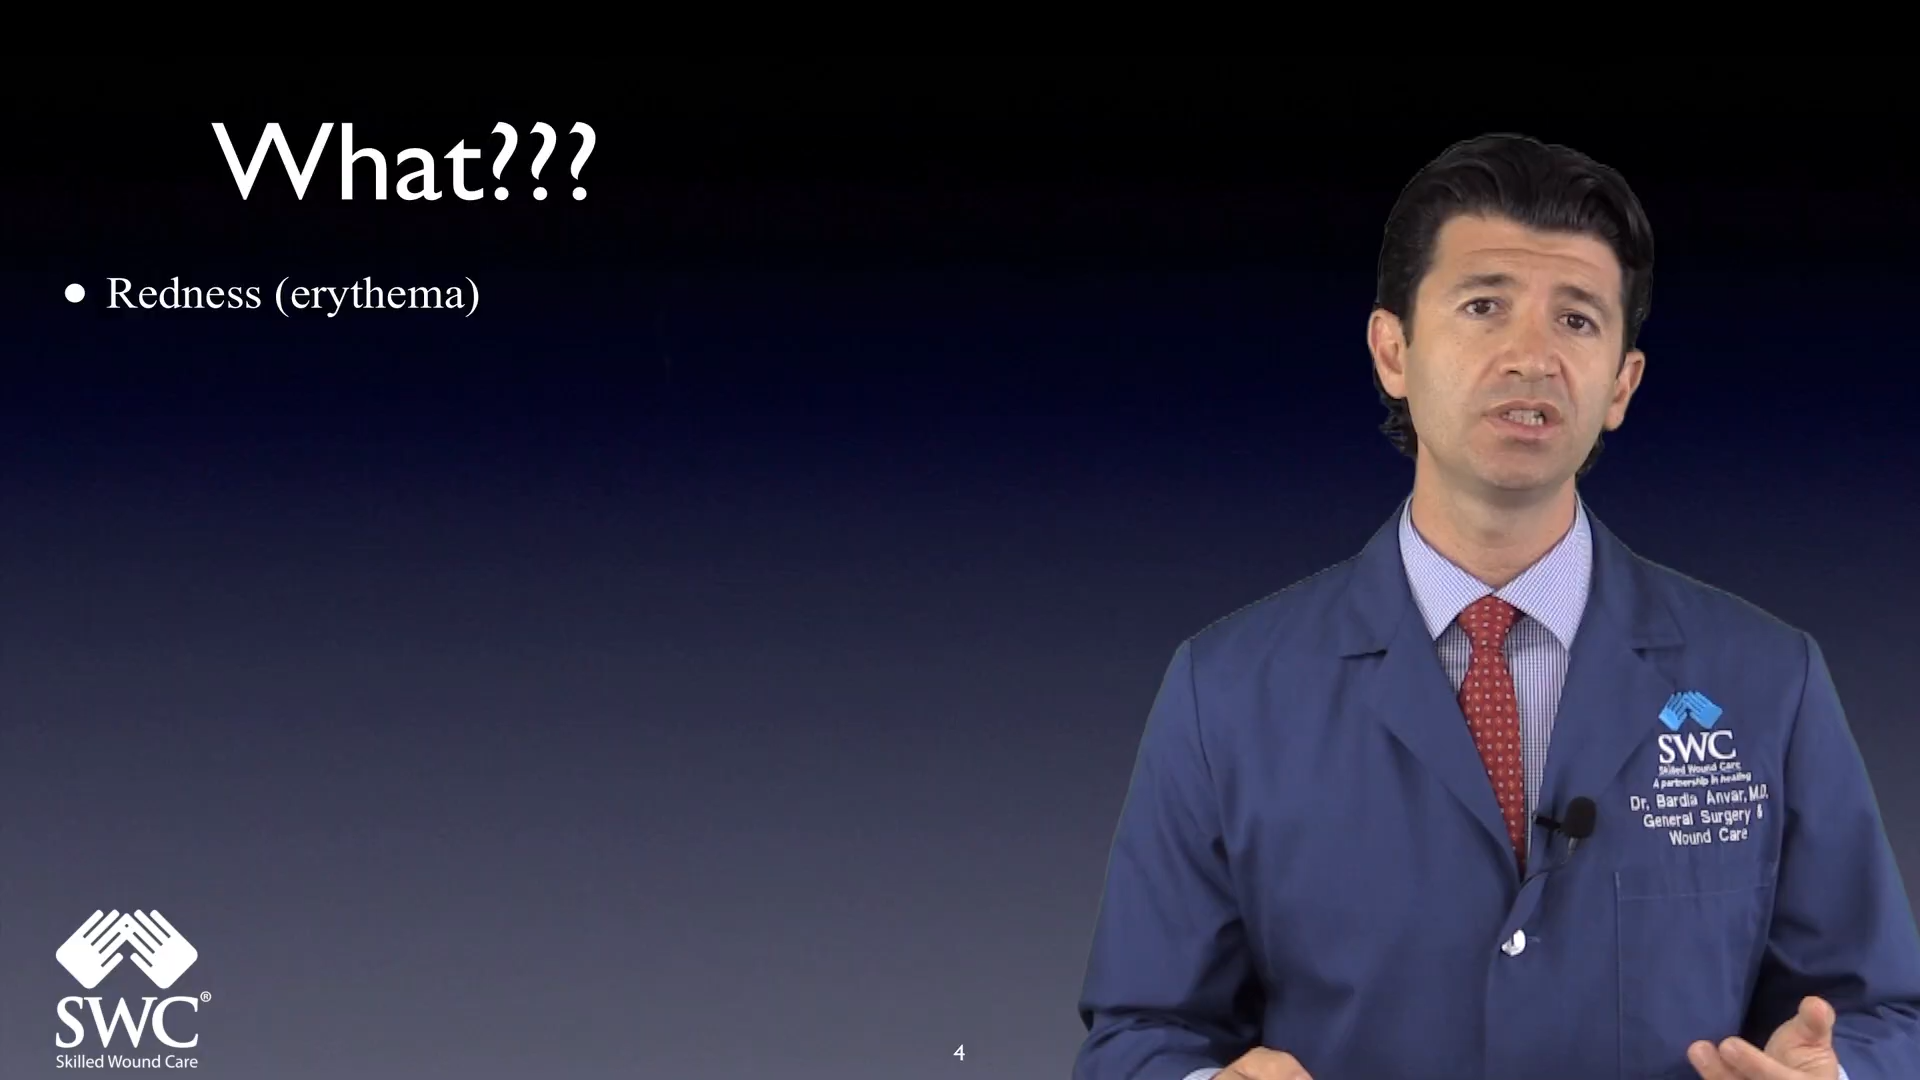 What???
• Redness (erythema)
SWC
Skilled Wound Care
A partnership in healing
Dr. Bardia Anvar, M.D.
General Surgery &
Wound Care
SWC®
Skilled Wound Care
4